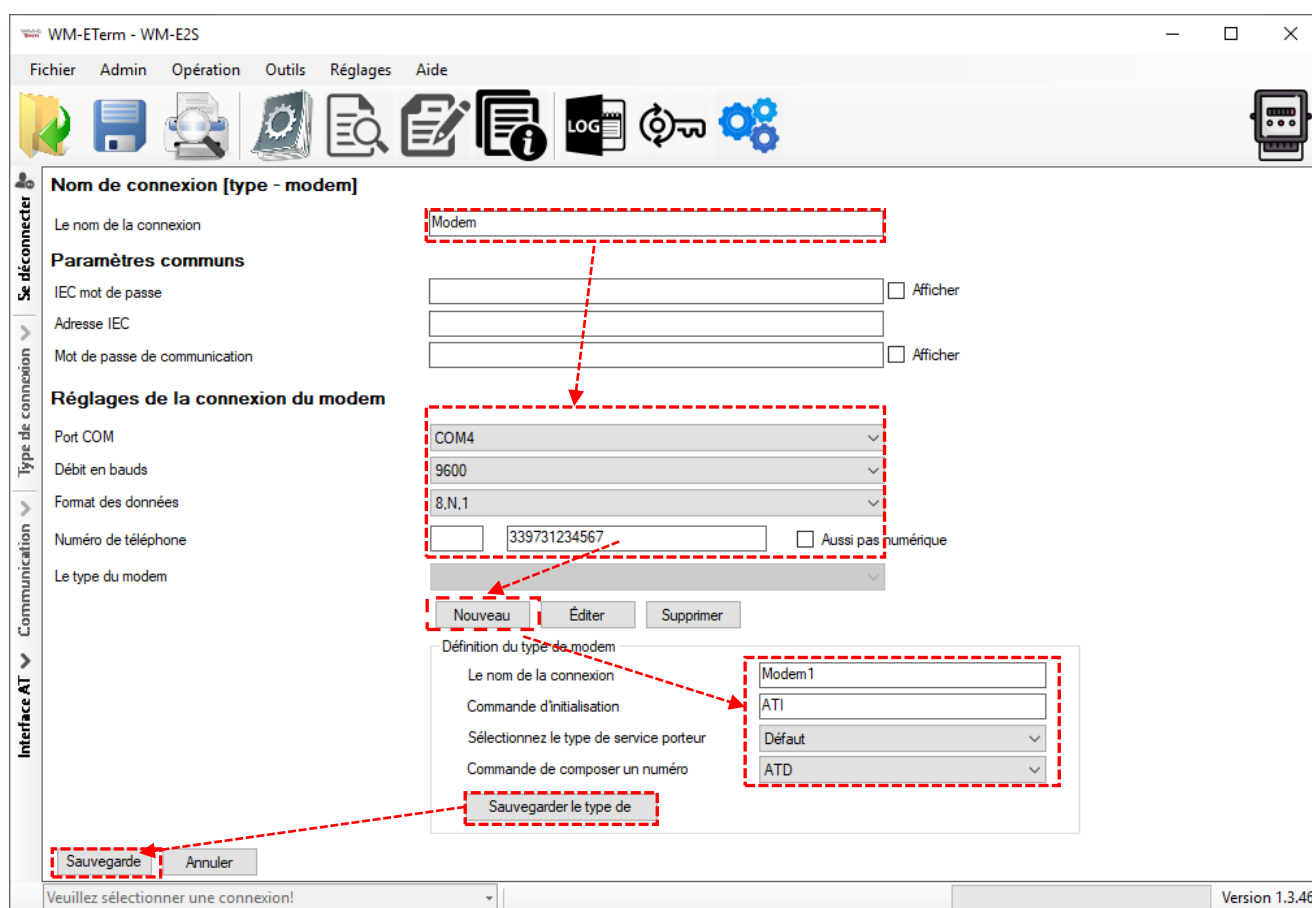 WM-ETerm - WM-E2S
Fichier Admin Opération Outils Réglages Aide
LOG
Se déconnecter
Type de connexion
Communication
Interface AT
Nom de connexion [type - modem]
Le nom de la connexion Modem
Paramètres communs
IEC mot de passe Afficher
Adresse IEC
Mot de passe de communication Afficher
Réglages de la connexion du modem
Port COM COM4
Débit en bauds 9600
Format des données 8,N,1
Numéro de téléphone 339731234567 Aussi pas numérique
Le type du modem
Nouveau Éditer Supprimer
Définition du type de modem
Le nom de la connexion Modem1
Commande d'initialisation ATI
Sélectionnez le type de service porteur Défaut
Commande de composer un numéro ATD
Sauvegarder le type de
Sauvegarde Annuler
Veuillez sélectionner une connexion! Version 1.3.46